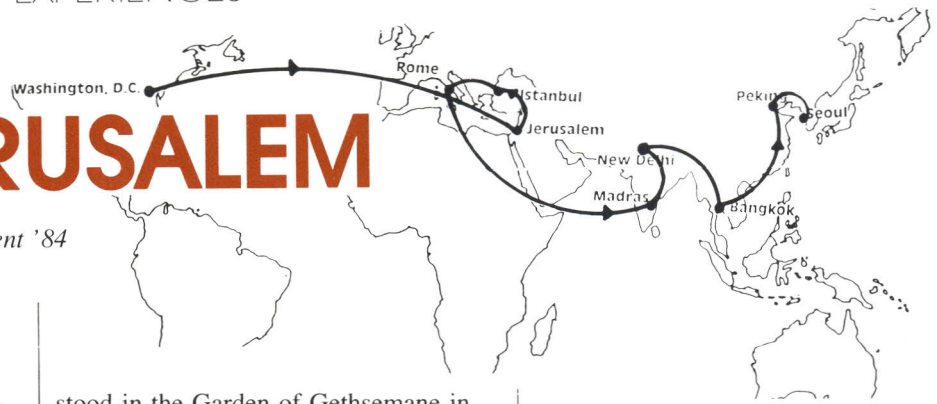 EXPERIENCES
RUSALEM
ent '84
Washington, D.C.
Rome
Istanbul
Jerusalem
New Delhi
Madras
Bangkok
Peking
Seoul
stood in the Garden of Gethsemane in